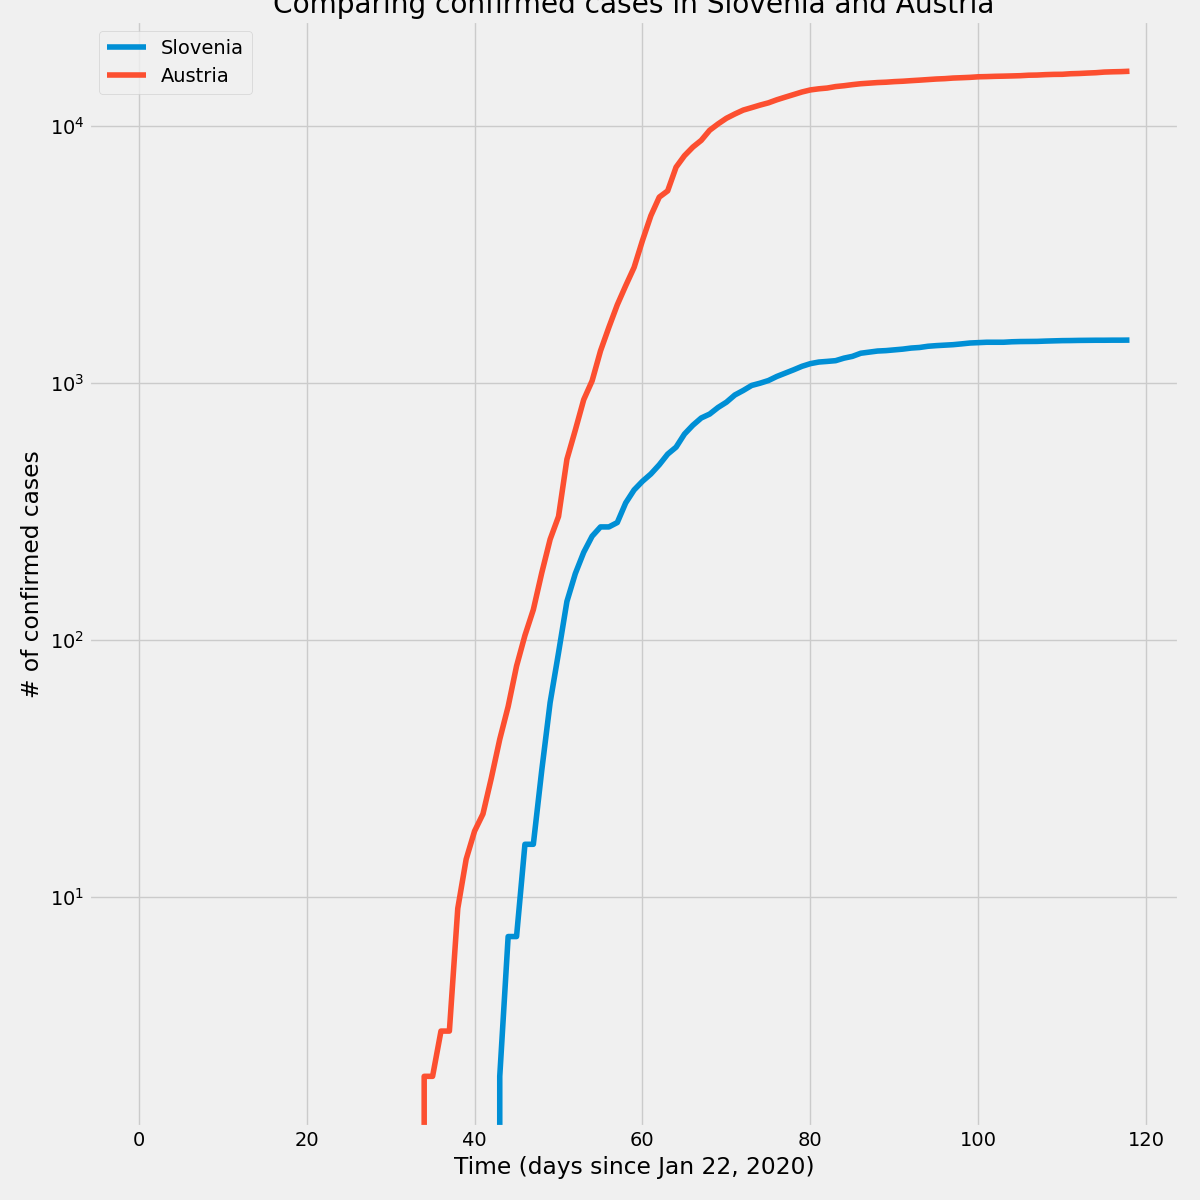 Comparing confirmed cases in Slovenia and Austria
Slovenia
Austria
10⁴
10³
10²
10¹
# of confirmed cases
0 20 40 60 80 100 120
Time (days since Jan 22, 2020)